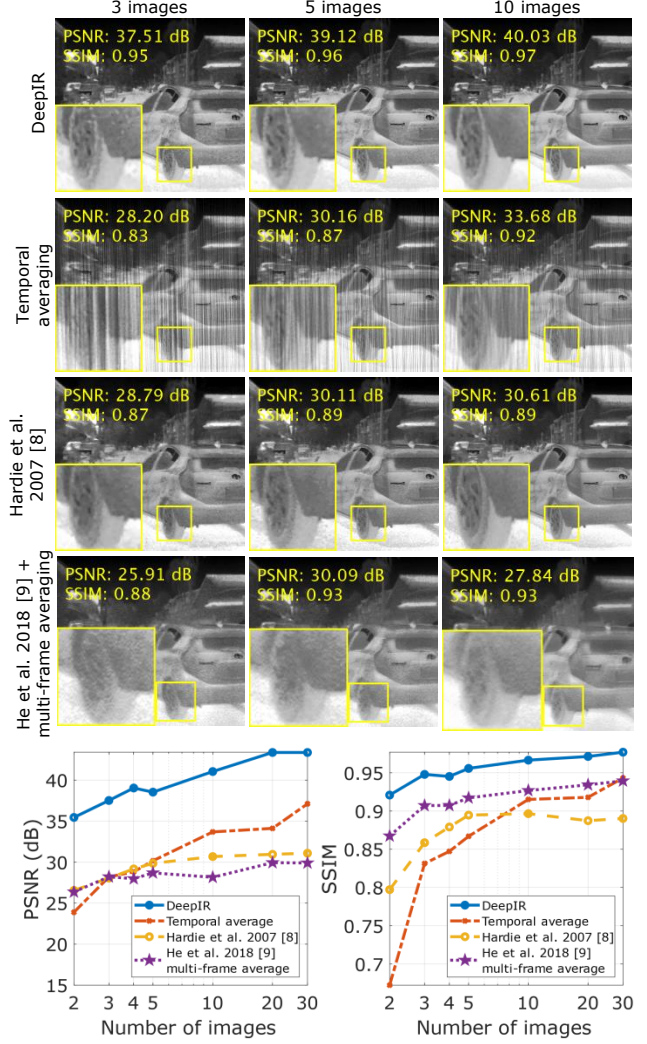 3 images 5 images 10 images
DeepIR
PSNR: 37.51 dB
SSIM: 0.95
PSNR: 39.12 dB
SSIM: 0.96
PSNR: 40.03 dB
SSIM: 0.97
Temporal
averaging
PSNR: 28.20 dB
SSIM: 0.83
PSNR: 30.16 dB
SSIM: 0.87
PSNR: 33.68 dB
SSIM: 0.92
Hardie et al.
2007 [8]
PSNR: 28.79 dB
SSIM: 0.87
PSNR: 30.11 dB
SSIM: 0.89
PSNR: 30.61 dB
SSIM: 0.89
He et al. 2018 [9] +
multi-frame averaging
PSNR: 25.91 dB
SSIM: 0.88
PSNR: 30.09 dB
SSIM: 0.93
PSNR: 27.84 dB
SSIM: 0.93
PSNR (dB)
40
35
30
25
20
15
2 3 4 5 10 20 30
Number of images
DeepIR
Temporal average
Hardie et al. 2007 [8]
He et al. 2018 [9]
multi-frame average
SSIM
0.95
0.9
0.85
0.8
0.75
0.7
2 3 4 5 10 20 30
Number of images
DeepIR
Temporal average
Hardie et al. 2007 [8]
He et al. 2018 [9]
multi-frame average